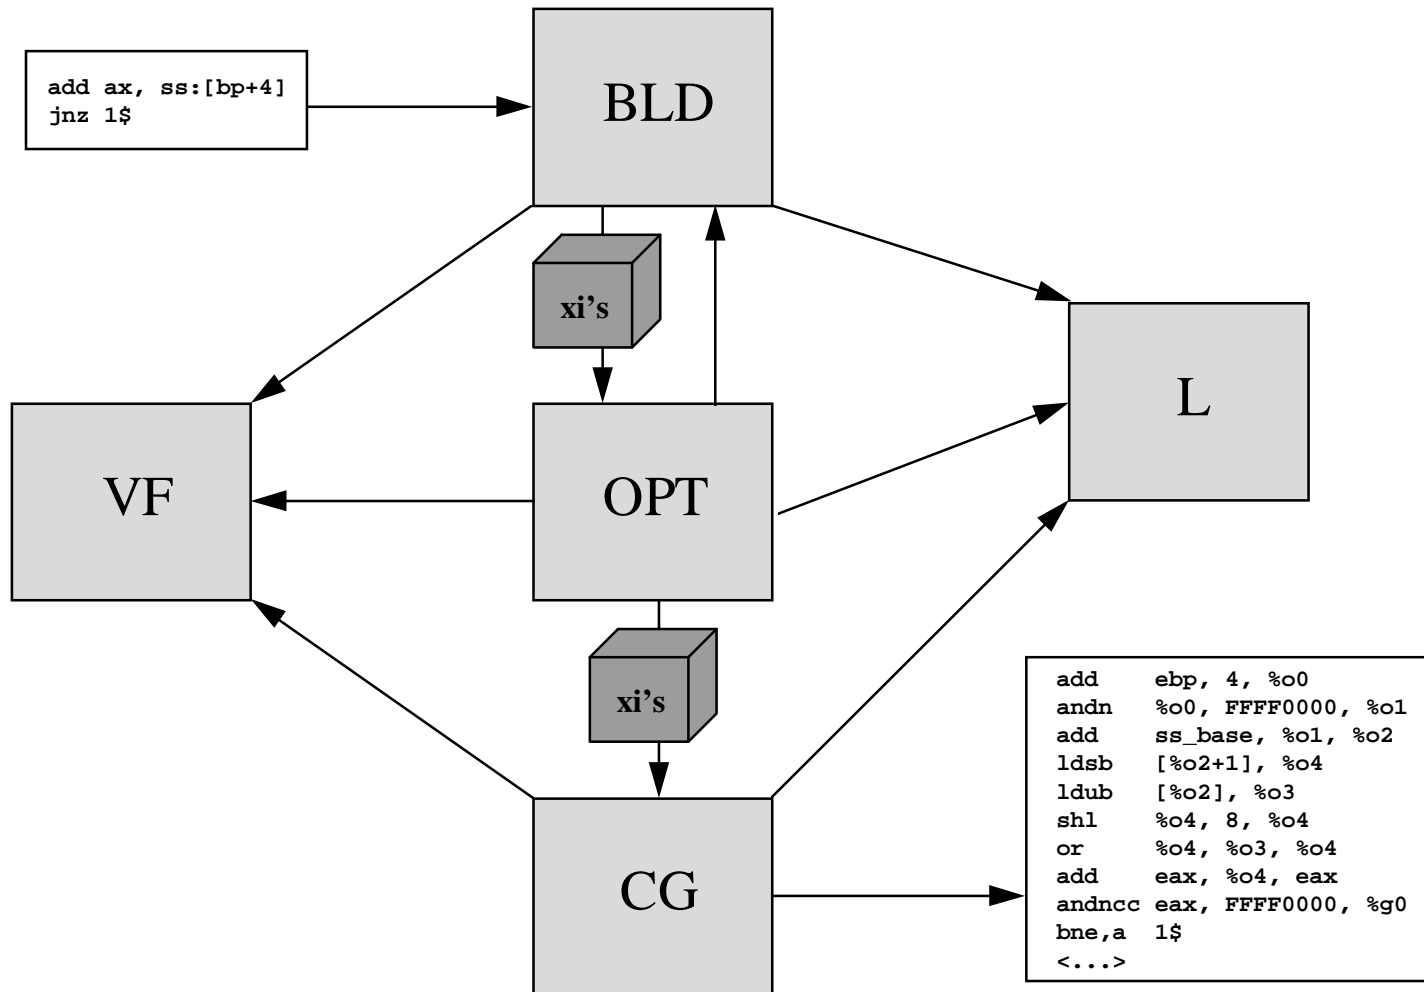 add ax, ss:[bp+4]
jnz 1$
BLD
xi’s
VF
OPT
L
xi’s
CG
add ebp, 4, %o0
andn %o0, FFFF0000, %o1
add ss_base, %o1, %o2
ldsb [%o2+1], %o4
ldub [%o2], %o3
shl %o4, 8, %o4
or %o4, %o3, %o4
add eax, %o4, eax
andncc eax, FFFF0000, %g0
bne,a 1$
<...>